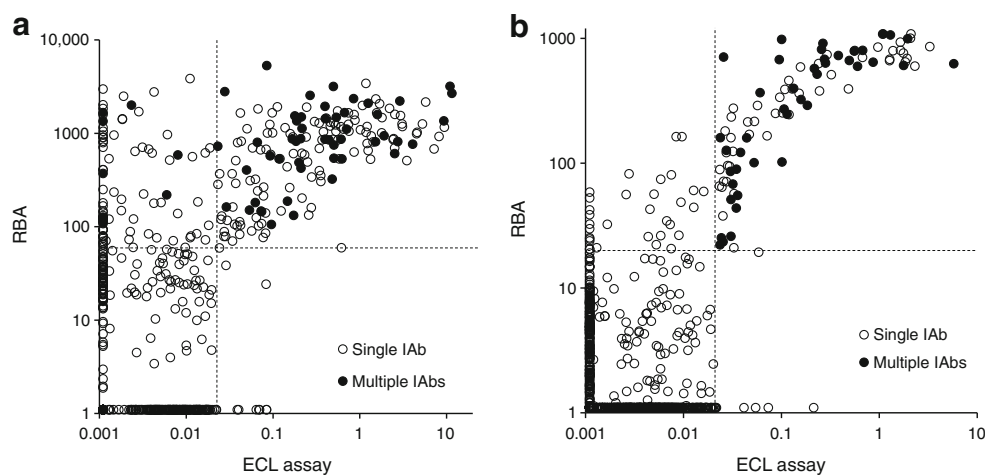 a
10,000
1000
100
10
1
RBA
0.001 0.01 0.1 1 10
ECL assay
Single IAb
Multiple IAbs
b
1000
100
10
1
RBA
0.001 0.01 0.1 1 10
ECL assay
Single IAb
Multiple IAbs